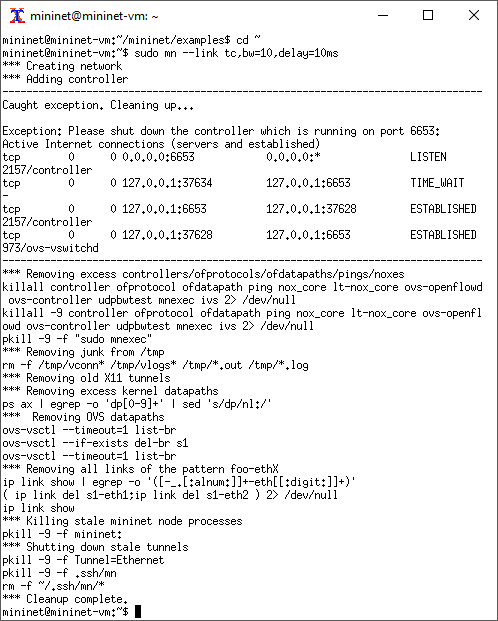 mininet@mininet-vm: ~
mininet@mininet-vm:~/mininet/examples$ cd ~
mininet@mininet-vm:~$ sudo mn --link tc,bw=10,delay=10ms
*** Creating network
*** Adding controller
--------------------------------------------------------------------------------
Caught exception. Cleaning up...

Exception: Please shut down the controller which is running on port 6653:
Active Internet connections (servers and established)
tcp        0      0 0.0.0.0:6653            0.0.0.0:*               LISTEN
2157/controller
tcp        0      0 127.0.0.1:37634         127.0.0.1:6653          TIME_WAIT
-
tcp        0      0 127.0.0.1:6653          127.0.0.1:37628         ESTABLISHED
2157/controller
tcp        0      0 127.0.0.1:37628         127.0.0.1:6653          ESTABLISHED
973/ovs-vswitchd
--------------------------------------------------------------------------------
*** Removing excess controllers/ofprotocols/ofdatapaths/pings/noxes
killall controller ofprotocol ofdatapath ping nox_core lt-nox_core ovs-openflowd
 ovs-controller udpbwtest mnexec ivs 2> /dev/null
killall -9 controller ofprotocol ofdatapath ping nox_core lt-nox_core ovs-openfl
owd ovs-controller udpbwtest mnexec ivs 2> /dev/null
pkill -9 -f "sudo mnexec"
*** Removing junk from /tmp
rm -f /tmp/vconn* /tmp/vlogs* /tmp/*.out /tmp/*.log
*** Removing old X11 tunnels
*** Removing excess kernel datapaths
ps ax | egrep -o 'dp[0-9]+' | sed 's/dp/nl:/'
***  Removing OVS datapaths
ovs-vsctl --timeout=1 list-br
ovs-vsctl --if-exists del-br s1
ovs-vsctl --timeout=1 list-br
*** Removing all links of the pattern foo-ethX
ip link show | egrep -o '([-_.[:alnum:]]+-eth[[:digit:]]+)'
( ip link del s1-eth1;ip link del s1-eth2 ) 2> /dev/null
ip link show
*** Killing stale mininet node processes
pkill -9 -f mininet:
*** Shutting down stale tunnels
pkill -9 -f Tunnel=Ethernet
pkill -9 -f .ssh/mn
rm -f ~/.ssh/mn/*
*** Cleanup complete.
mininet@mininet-vm:~$